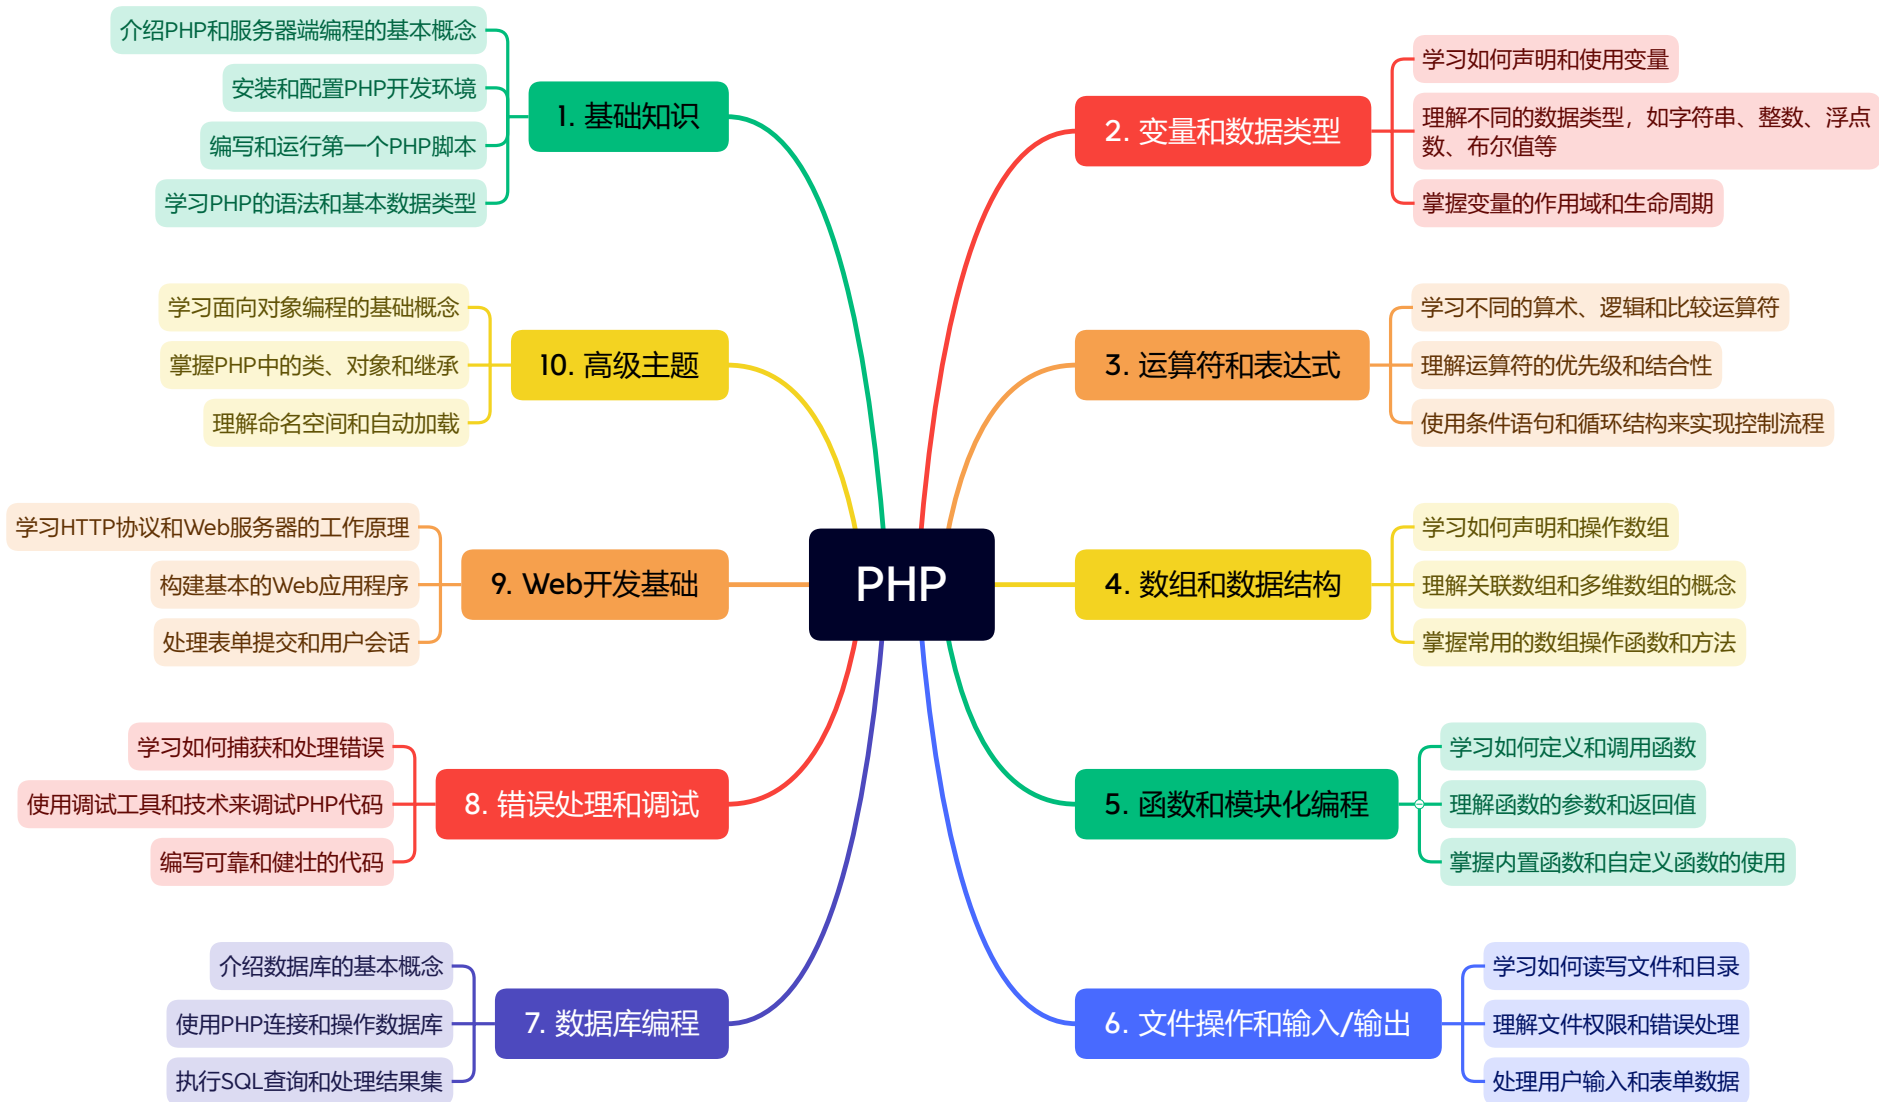 PHP
1. 基础知识
介绍PHP和服务器端编程的基本概念
安装和配置PHP开发环境
编写和运行第一个PHP脚本
学习PHP的语法和基本数据类型
2. 变量和数据类型
学习如何声明和使用变量
理解不同的数据类型，如字符串、整数、浮点
数、布尔值等
掌握变量的作用域和生命周期
3. 运算符和表达式
学习不同的算术、逻辑和比较运算符
理解运算符的优先级和结合性
使用条件语句和循环结构来实现控制流程
4. 数组和数据结构
学习如何声明和操作数组
理解关联数组和多维数组的概念
掌握常用的数组操作函数和方法
5. 函数和模块化编程
学习如何定义和调用函数
理解函数的参数和返回值
掌握内置函数和自定义函数的使用
6. 文件操作和输入/输出
学习如何读写文件和目录
理解文件权限和错误处理
处理用户输入和表单数据
7. 数据库编程
介绍数据库的基本概念
使用PHP连接和操作数据库
执行SQL查询和处理结果集
8. 错误处理和调试
学习如何捕获和处理错误
使用调试工具和技术来调试PHP代码
编写可靠和健壮的代码
9. Web开发基础
学习HTTP协议和Web服务器的工作原理
构建基本的Web应用程序
处理表单提交和用户会话
10. 高级主题
学习面向对象编程的基础概念
掌握PHP中的类、对象和继承
理解命名空间和自动加载